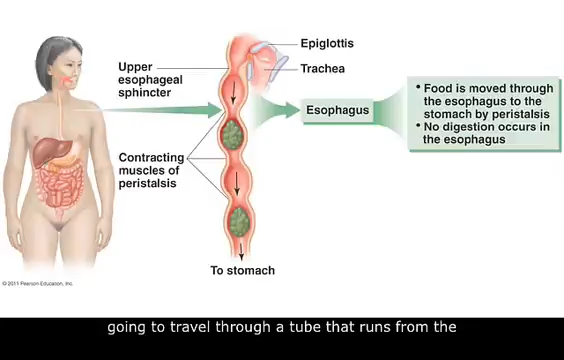 Epiglottis
Trachea
Upper
esophageal
sphincter
Esophagus
• Food is moved through
the esophagus to the
stomach by peristalsis
• No digestion occurs in
the esophagus
Contracting
muscles of
peristalsis
To stomach
© 2011 Pearson Education, Inc.
going to travel through a tube that runs from the